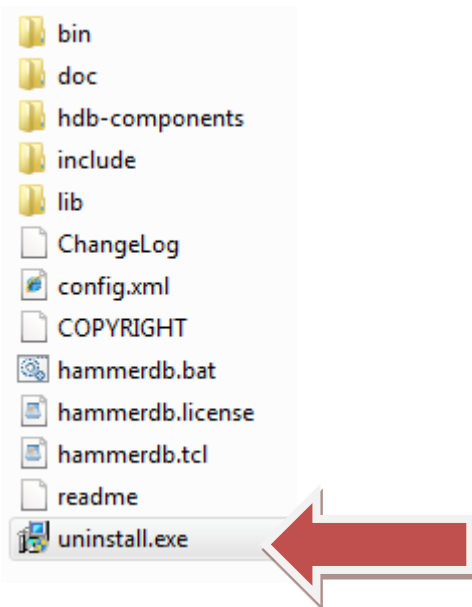 bin
doc
hdb-components
include
lib
ChangeLog
config.xml
COPYRIGHT
hammerdb.bat
hammerdb.license
hammerdb.tcl
readme
uninstall.exe